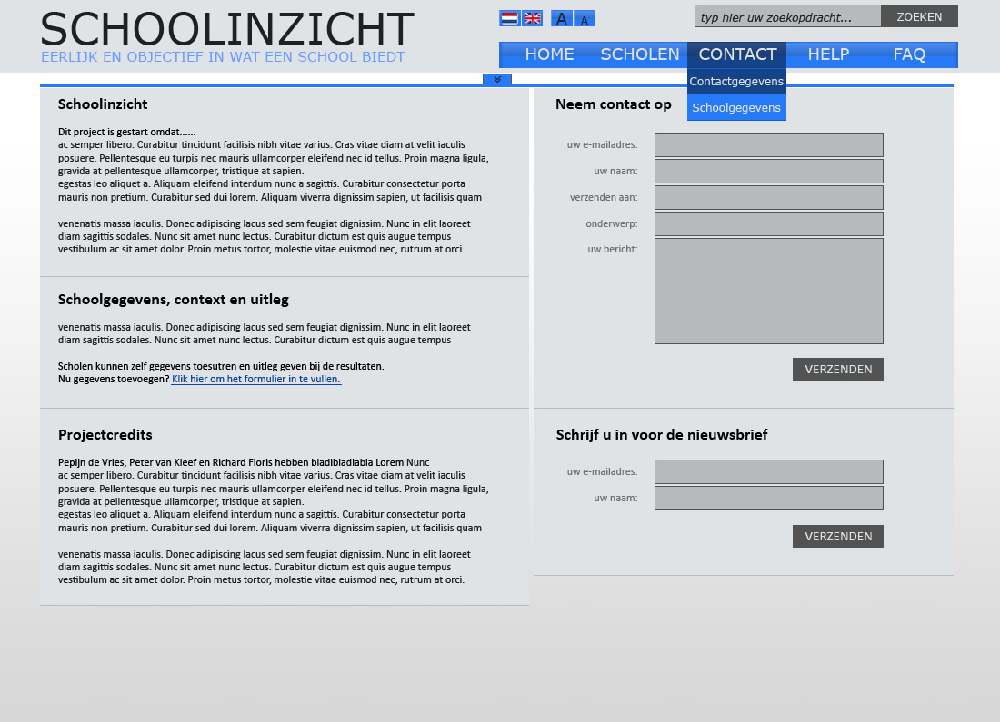 SCHOOLINZICHT
EERLIJK EN OBJECTIEF IN WAT EEN SCHOOL BIEDT
A A
typ hier uw zoekopdracht...
ZOEKEN
HOME SCHOLEN CONTACT HELP FAQ
Contactgegevens
Schoolgegevens
Schoolinzicht
Dit project is gestart omdat......
ac semper libero. Curabitur tincidunt facilisis nibh vitae varius. Cras vitae diam at velit iaculis
posuere. Pellentesque eu turpis nec mauris ullamcorper eleifend nec id tellus. Proin magna ligula,
gravida at pellentesque ullamcorper, tristique at sapien.
egestas leo aliquet a. Aliquam eleifend interdum nunc a sagittis. Curabitur consectetur porta
mauris non pretium. Curabitur sed dui lorem. Aliquam viverra dignissim sapien, ut facilisis quam
venenatis massa iaculis. Donec adipiscing lacus sed sem feugiat dignissim. Nunc in elit laoreet
diam sagittis sodales. Nunc sit amet nunc lectus. Curabitur dictum est quis augue tempus
vestibulum ac sit amet dolor. Proin metus tortor, molestie vitae euismod nec, rutrum at orci.
Schoolgegevens, context en uitleg
venenatis massa iaculis. Donec adipiscing lacus sed sem feugiat dignissim. Nunc in elit laoreet
diam sagittis sodales. Nunc sit amet nunc lectus. Curabitur dictum est quis augue tempus
Scholen kunnen zelf gegevens toesutren en uitleg geven bij de resultaten.
Nu gegevens toevoegen? Klik hier om het formulier in te vullen.
Projectcredits
Pepijn de Vries, Peter van Kleef en Richard Floris hebben bladibladiabla Lorem Nunc
ac semper libero. Curabitur tincidunt facilisis nibh vitae varius. Cras vitae diam at velit iaculis
posuere. Pellentesque eu turpis nec mauris ullamcorper eleifend nec id tellus. Proin magna ligula,
gravida at pellentesque ullamcorper, tristique at sapien.
egestas leo aliquet a. Aliquam eleifend interdum nunc a sagittis. Curabitur consectetur porta
mauris non pretium. Curabitur sed dui lorem. Aliquam viverra dignissim sapien, ut facilisis quam
venenatis massa iaculis. Donec adipiscing lacus sed sem feugiat dignissim. Nunc in elit laoreet
diam sagittis sodales. Nunc sit amet nunc lectus. Curabitur dictum est quis augue tempus
vestibulum ac sit amet dolor. Proin metus tortor, molestie vitae euismod nec, rutrum at orci.
Neem contact op
uw e-mailadres:
uw naam:
verzenden aan:
onderwerp:
uw bericht:
VERZENDEN
Schrijf u in voor de nieuwsbrief
uw e-mailadres:
uw naam:
VERZENDEN